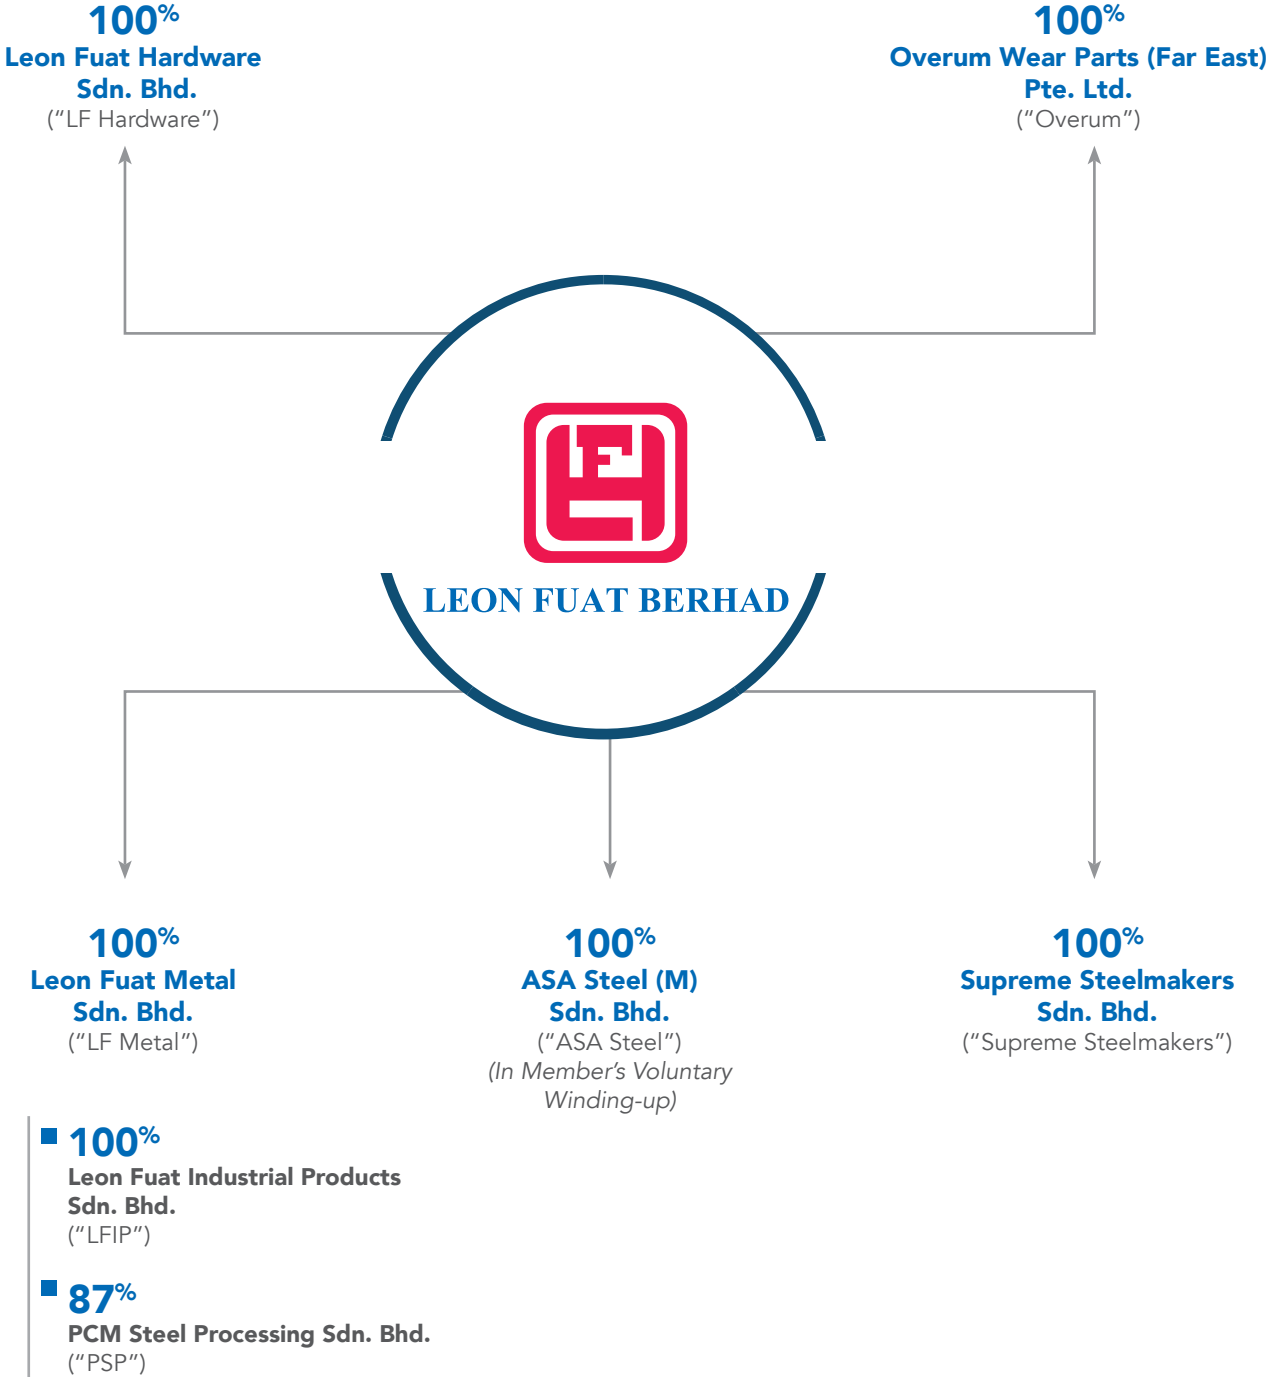 100%
Leon Fuat Hardware
Sdn. Bhd.
(“LF Hardware”)
100%
Overum Wear Parts (Far East)
Pte. Ltd.
(“Overum”)
LEON FUAT BERHAD
100%
Leon Fuat Metal
Sdn. Bhd.
(“LF Metal”)
100%
ASA Steel (M)
Sdn. Bhd.
(“ASA Steel”)
(In Member’s Voluntary
Winding-up)
100%
Supreme Steelmakers
Sdn. Bhd.
(“Supreme Steelmakers”)
100%
Leon Fuat Industrial Products
Sdn. Bhd.
(“LFIP”)
87%
PCM Steel Processing Sdn. Bhd.
(“PSP”)